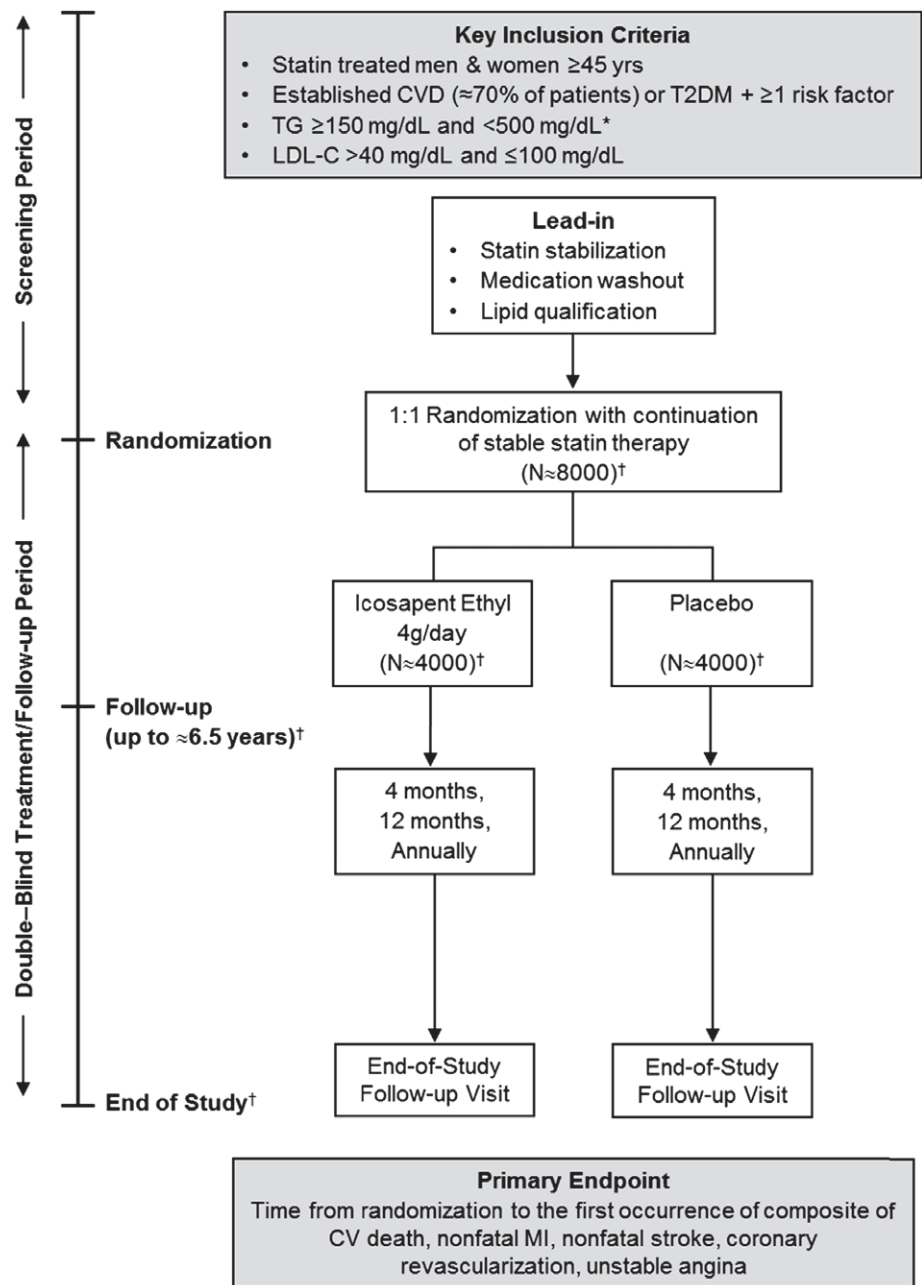 Key Inclusion Criteria
• Statin treated men & women ≥45 yrs
• Established CVD (≈70% of patients) or T2DM + ≥1 risk factor
• TG ≥150 mg/dL and <500 mg/dL*
• LDL-C >40 mg/dL and ≤100 mg/dL
Screening Period
Lead-in
• Statin stabilization
• Medication washout
• Lipid qualification
Randomization
1:1 Randomization with continuation
of stable statin therapy
(N≈8000)†
Double–Blind Treatment/Follow-up Period
Icosapent Ethyl
4g/day
(N≈4000)†
Placebo
(N≈4000)†
Follow-up
(up to ≈6.5 years)†
4 months,
12 months,
Annually
4 months,
12 months,
Annually
End-of-Study
Follow-up Visit
End-of-Study
Follow-up Visit
End of Study†
Primary Endpoint
Time from randomization to the first occurrence of composite of
CV death, nonfatal MI, nonfatal stroke, coronary
revascularization, unstable angina